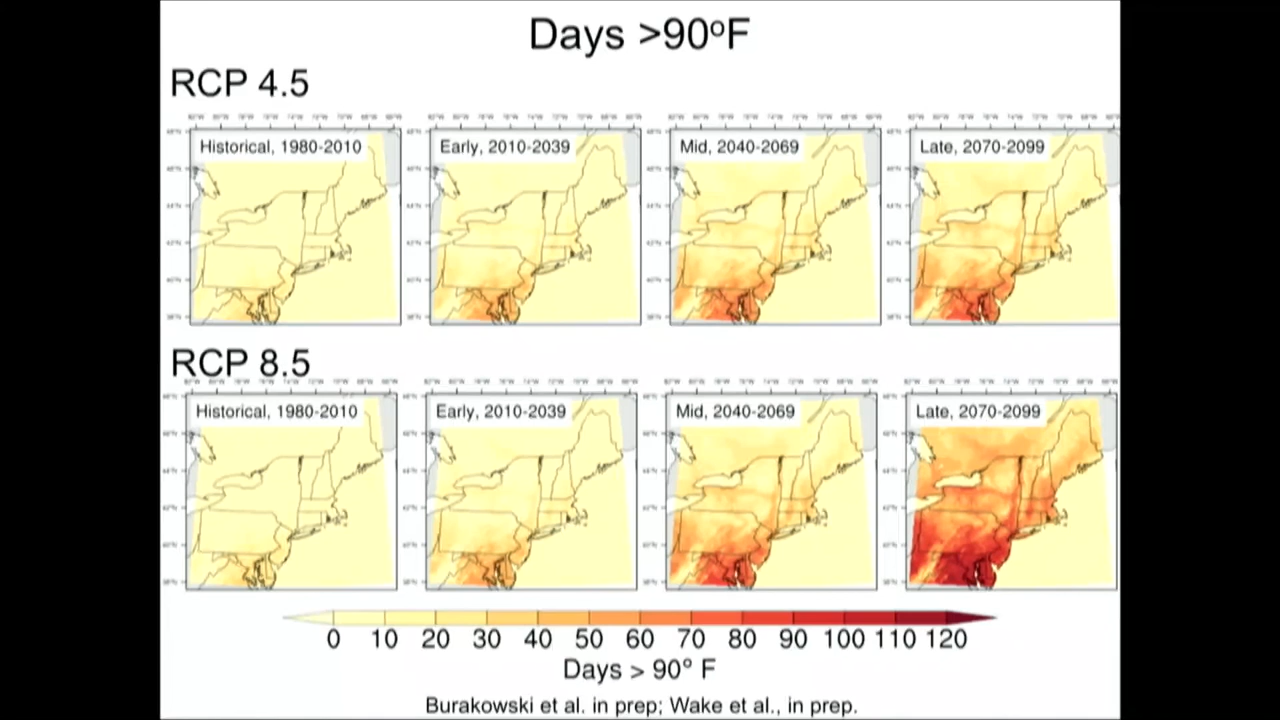 Days >90°F
RCP 4.5
Historical, 1980-2010
Early, 2010-2039
Mid, 2040-2069
Late, 2070-2099
RCP 8.5
Historical, 1980-2010
Early, 2010-2039
Mid, 2040-2069
Late, 2070-2099
0 10 20 30 40 50 60 70 80 90 100 110 120
Days > 90° F
Burakowski et al. in prep; Wake et al., in prep.